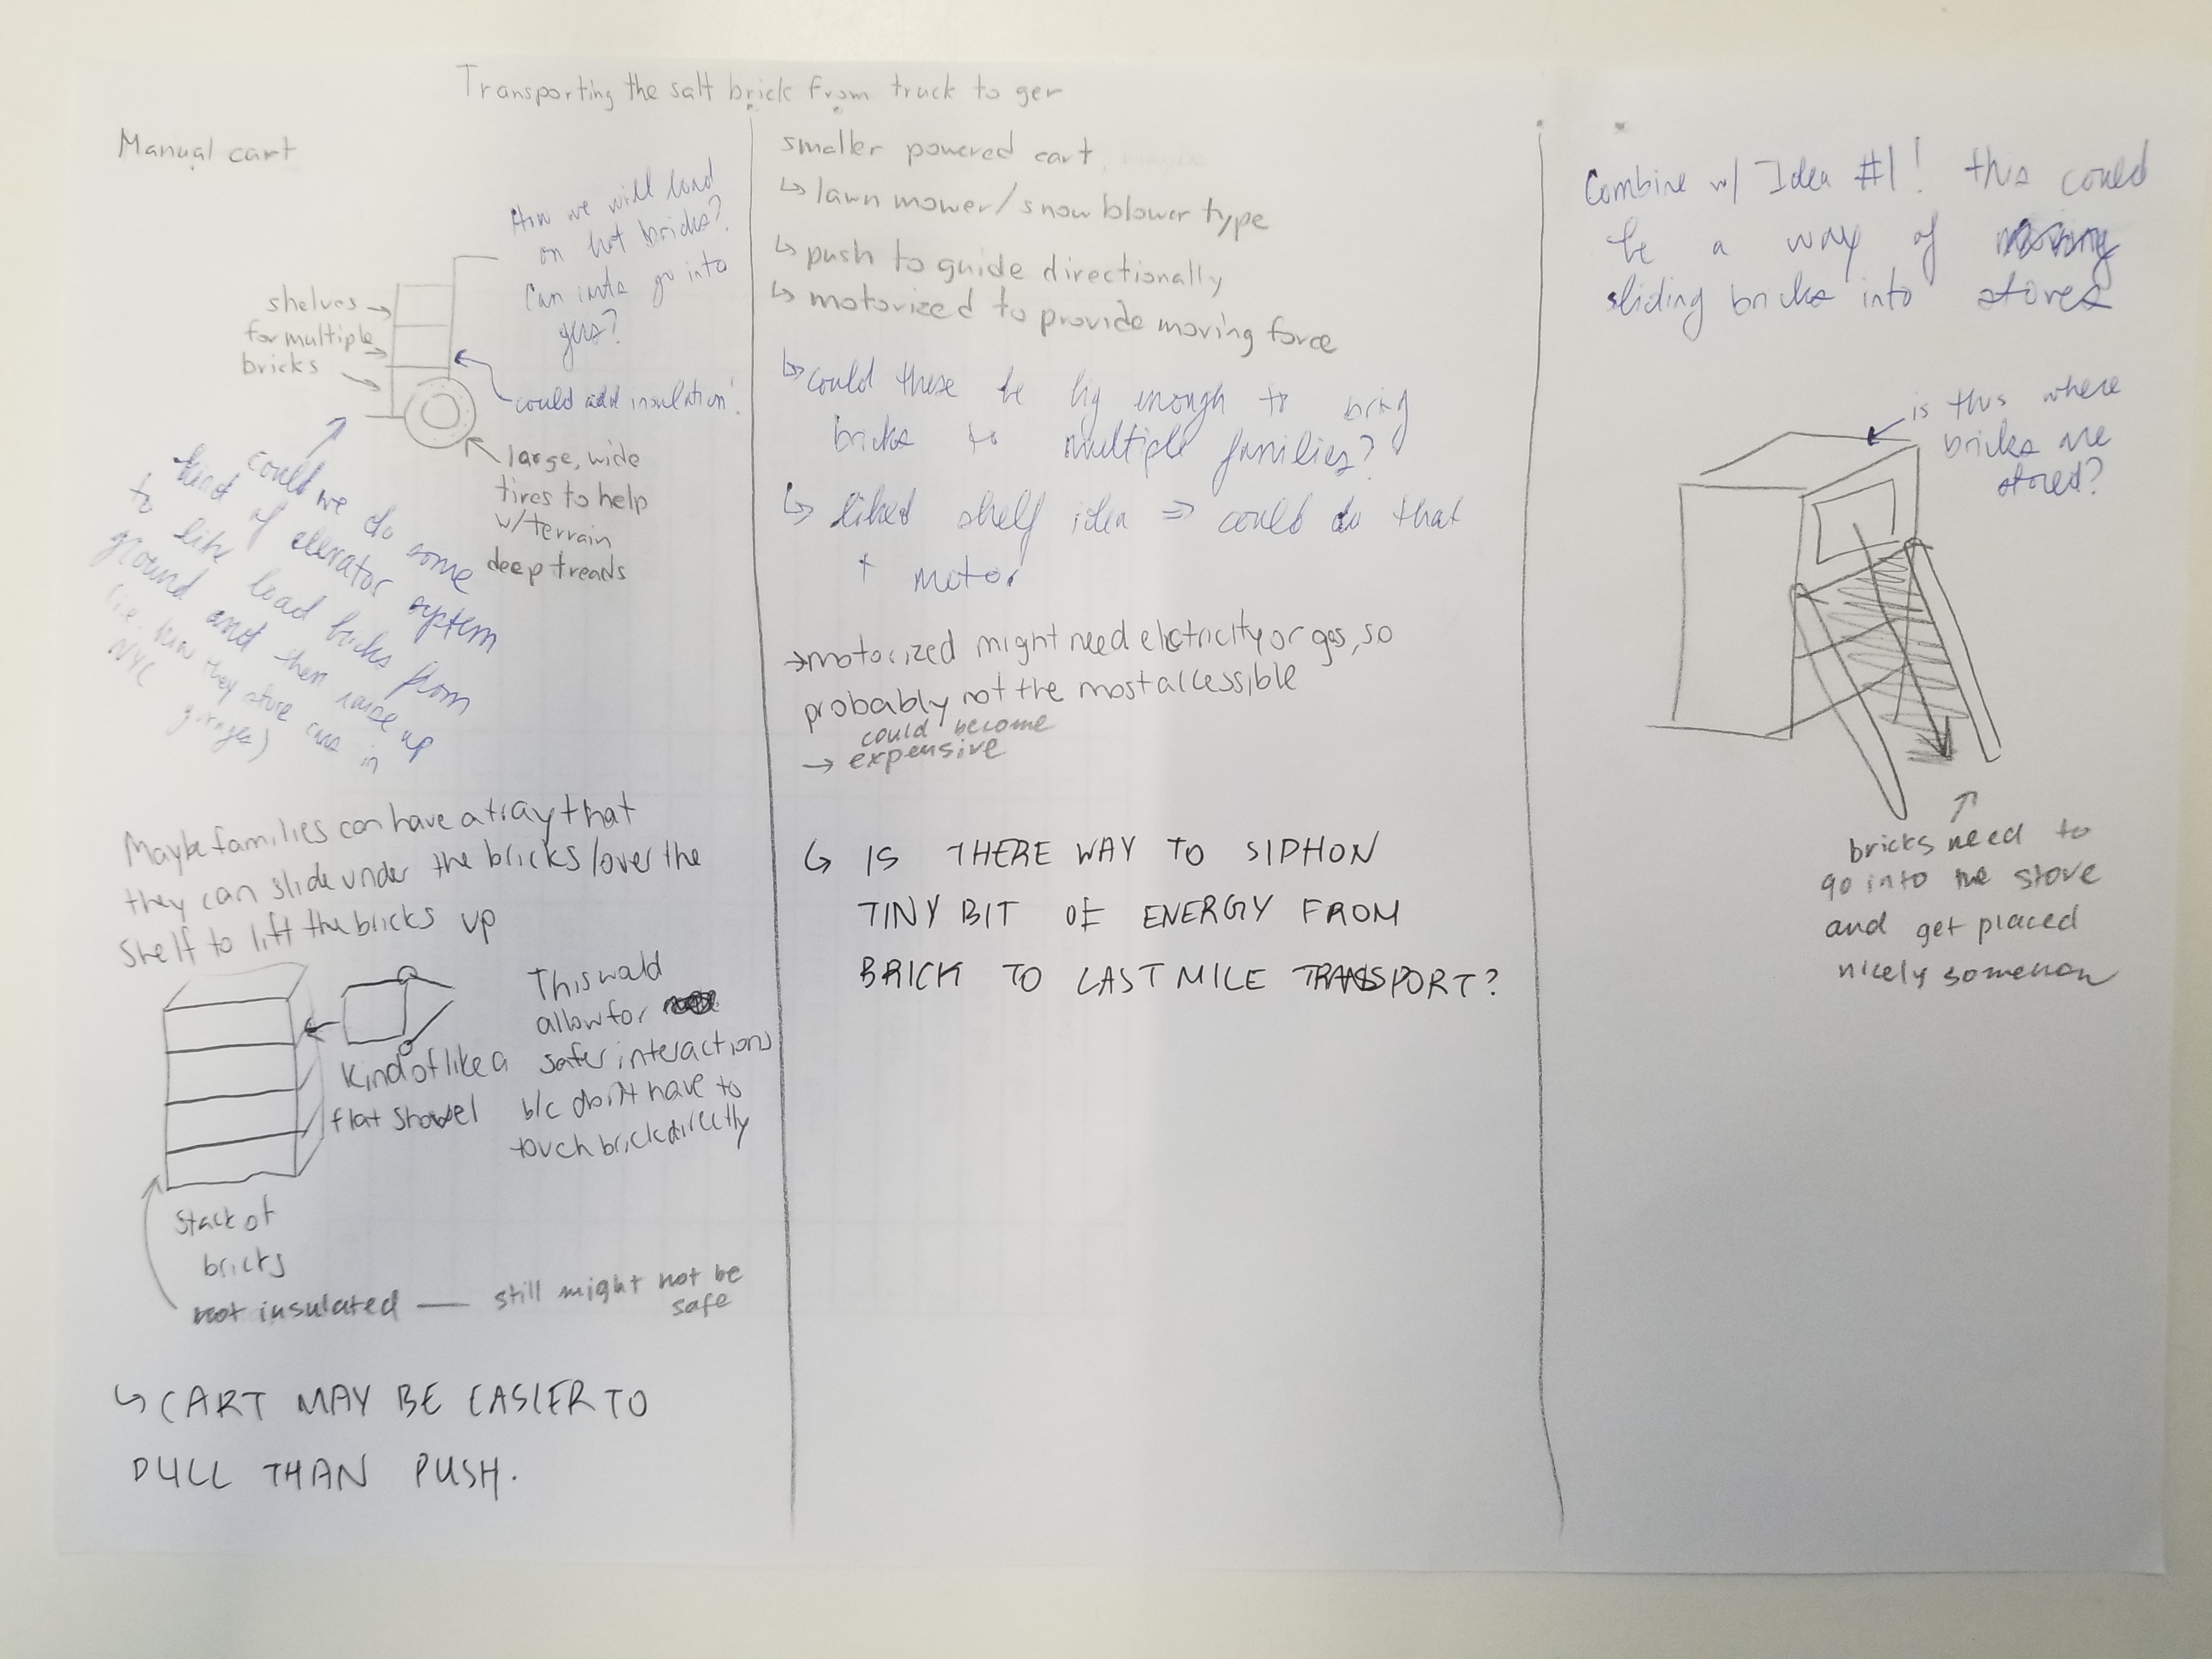 Transporting the salt brick from truck to ger
Manual cart
How we will load
on hot bricks?
Can carts go into
gers?
shelves
for multiple
bricks
could add insulation!
large, wide
tires to help
w/terrain
deep treads
could we do some
kind of elevator system
to like load bricks from
ground and then raise up
(i.e. how they store cars in
NYC garages)
Maybe families can have a tray that
they can slide under the bricks/over the
shelf to lift the bricks up
This would
allow for
safer interactions
b/c don't have to
touch brick directly
Kind of like a
flat shovel
Stack of
bricks
not insulated — still might not be
safe
↳ CART MAY BE EASIER TO
PULL THAN PUSH.
smaller powered cart, maybe
↳ lawn mower/snow blower type
↳ push to guide directionally
↳ motorized to provide moving force
↳ could these be big enough to bring
bricks to multiple families?
↳ liked shelf idea ⇒ could do that
+ motor
→ motorized might need electricity or gas, so
probably not the most accessible
could become
→ expensive
↳ IS THERE WAY TO SIPHON
TINY BIT OF ENERGY FROM
BRICK TO LAST MILE TRANSPORT?
Combine w/ Idea #1! this could
be a way of moving
sliding bricks into stoves
is this where
bricks are
stored?
bricks need to
go into the stove
and get placed
nicely somehow